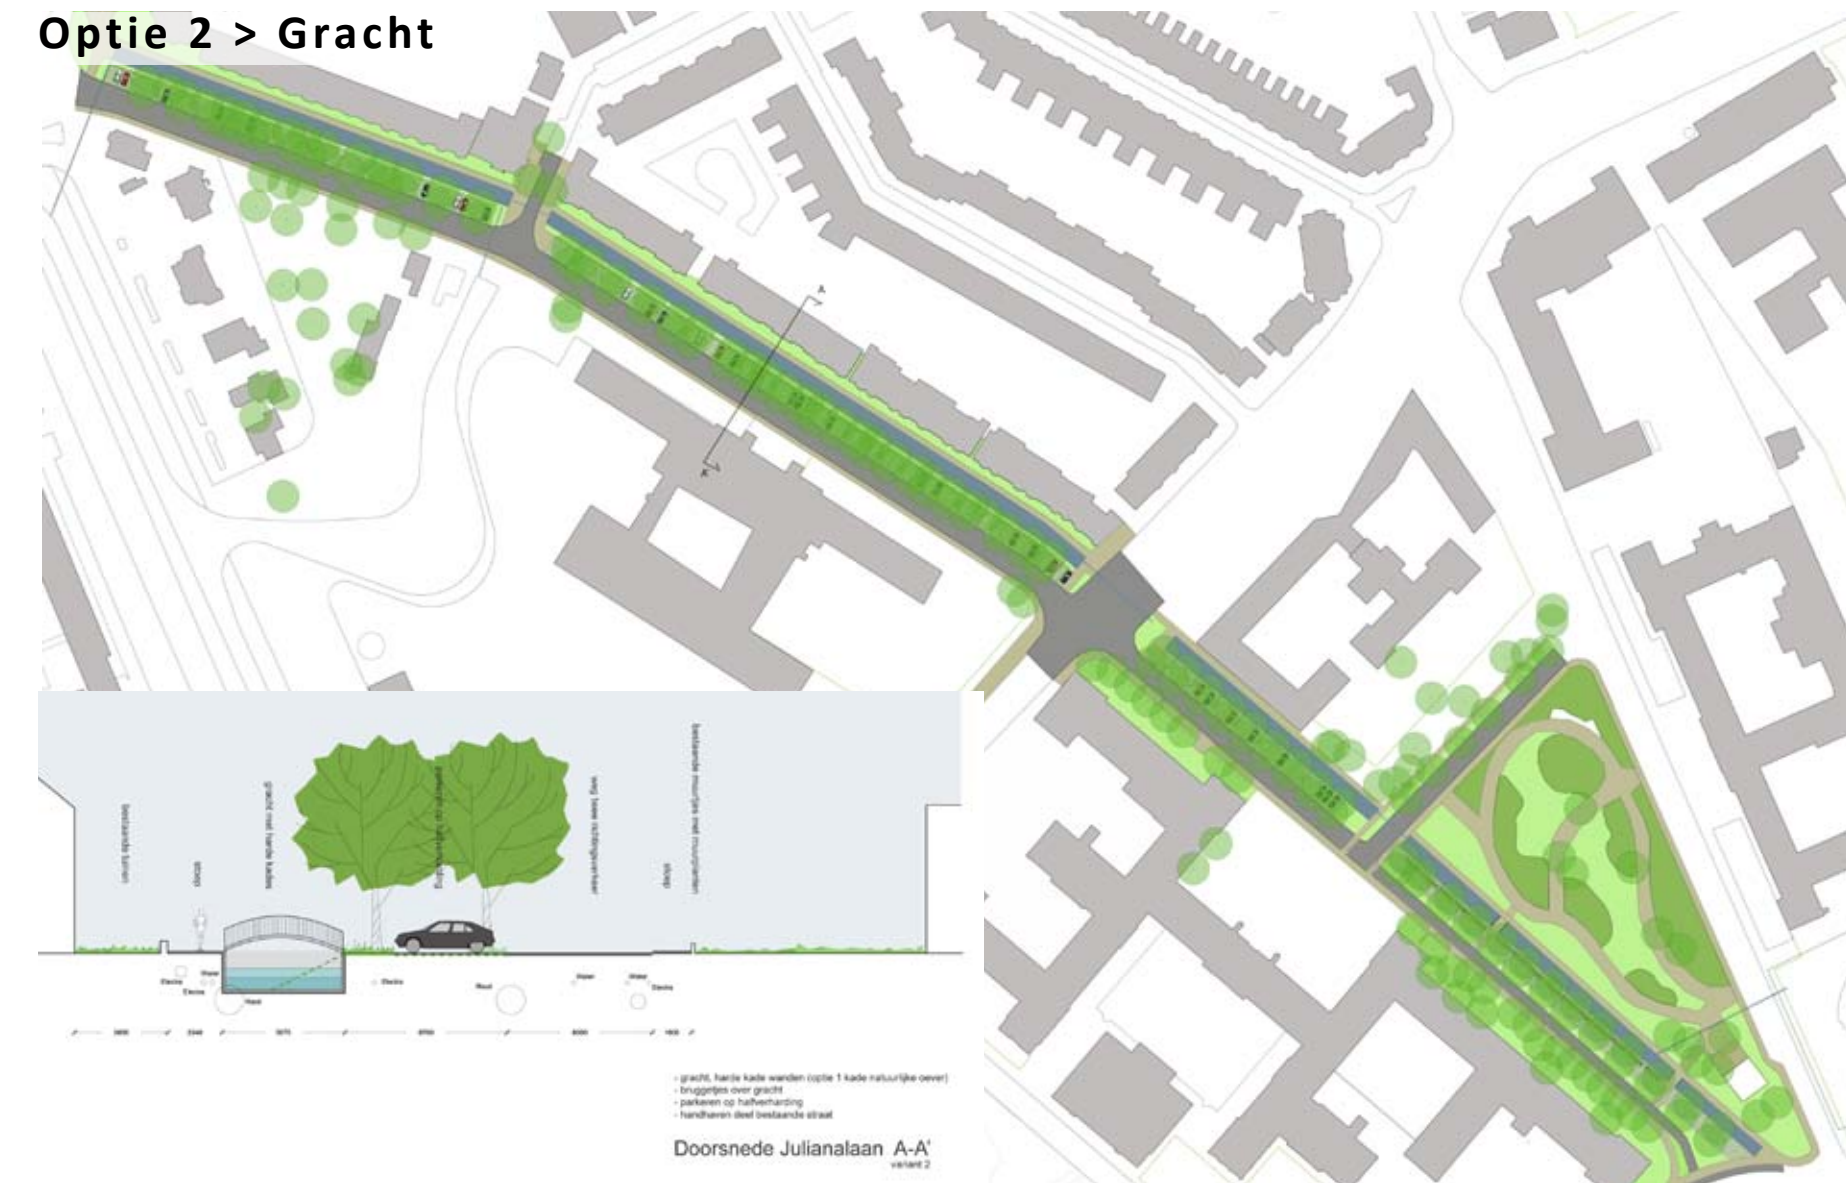 Optie 2 > Gracht
A
A'
bestaande tuinen
stoep
gracht met harde kades
parkeren op halfverharding
weg twee richtingsverkeer
stoep
bestaande muurtjes met muurplanten
Electra
Water
Electra
Riool
Electra
Riool
Water
Water
Electra
- gracht, harde kade wanden (optie 1 kade natuurlijke oever)
- bruggetjes over gracht
- parkeren op halfverharding
- handhaven deel bestaande straat
Doorsnede Julianalaan A-A'
variant 2